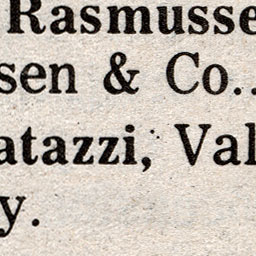 Rasmusse
sen & Co..
atazzi, Val
y.